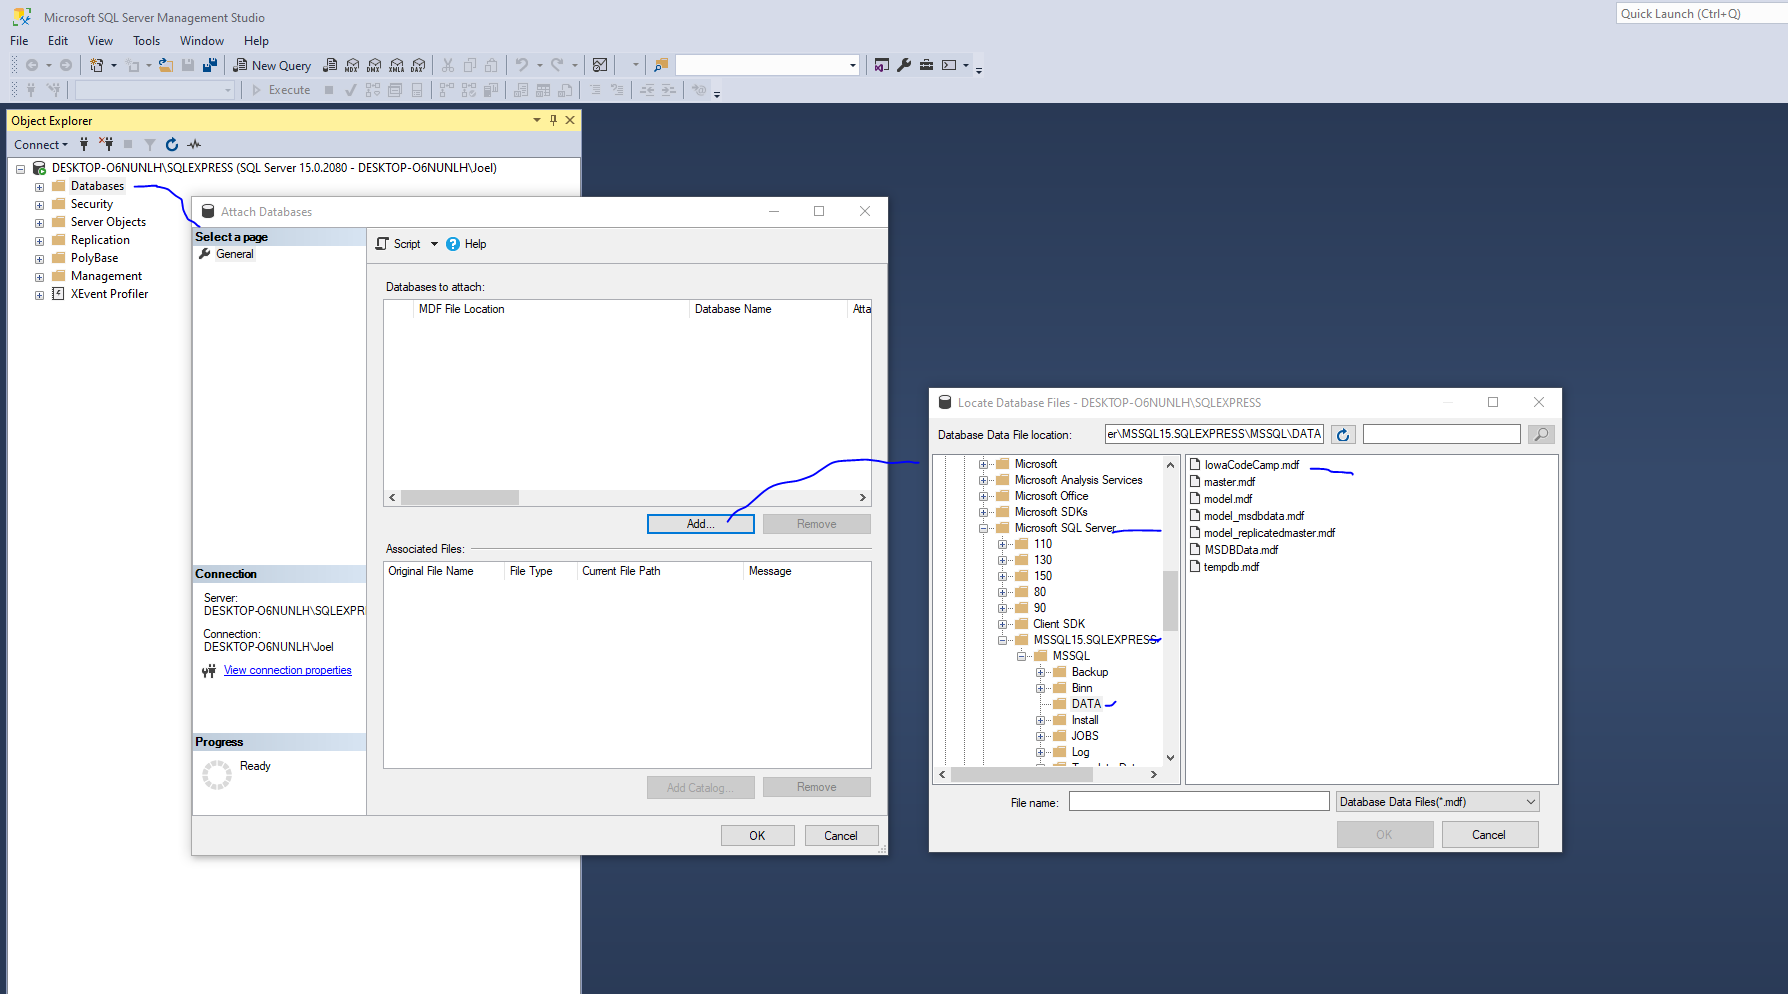 Microsoft SQL Server Management Studio
Quick Launch (Ctrl+Q)
File Edit View Tools Window Help
New Query MDX DMX XMLA DAX
Execute
Object Explorer
Connect
DESKTOP-O6NUNLH\SQLEXPRESS (SQL Server 15.0.2080 - DESKTOP-O6NUNLH\Joel)
Databases
Security
Server Objects
Replication
PolyBase
Management
XEvent Profiler
Attach Databases
Select a page
General
Script Help
Databases to attach:
MDF File Location Database Name Atta
Add... Remove
Associated Files:
Original File Name File Type Current File Path Message
Connection
Server:
DESKTOP-O6NUNLH\SQLEXPR
Connection:
DESKTOP-O6NUNLH\Joel
View connection properties
Progress
Ready
Add Catalog... Remove
OK Cancel
Locate Database Files - DESKTOP-O6NUNLH\SQLEXPRESS
Database Data File location: er\MSSQL15.SQLEXPRESS\MSSQL\DATA
Microsoft
Microsoft Analysis Services
Microsoft Office
Microsoft SDKs
Microsoft SQL Server
110
130
150
80
90
Client SDK
MSSQL15.SQLEXPRESS
MSSQL
Backup
Binn
DATA
Install
JOBS
Log
IowaCodeCamp.mdf
master.mdf
model.mdf
model_msdbdata.mdf
model_replicatedmaster.mdf
MSDBData.mdf
tempdb.mdf
File name: Database Data Files(*.mdf)
OK Cancel